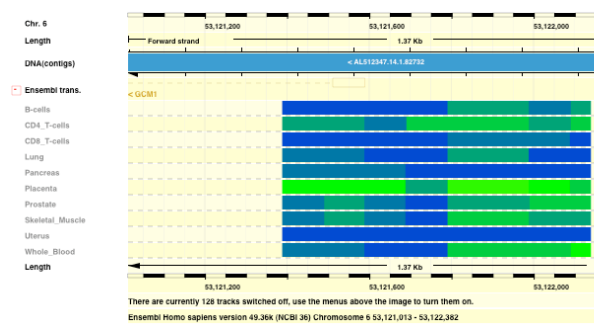 Chr. 6
53,121,200 53,121,600 53,122,000
Length Forward strand 1.37 Kb
DNA(contigs) < AL512347.14.1.82732
Ensembl trans.
< GCM1
B-cells
CD4_T-cells
CD8_T-cells
Lung
Pancreas
Placenta
Prostate
Skeletal_Muscle
Uterus
Whole_Blood
Length 1.37 Kb
53,121,200 53,121,600 53,122,000
There are currently 128 tracks switched off, use the menus above the image to turn them on.
Ensembl Homo sapiens version 49.36k (NCBI 36) Chromosome 6 53,121,013 - 53,122,382